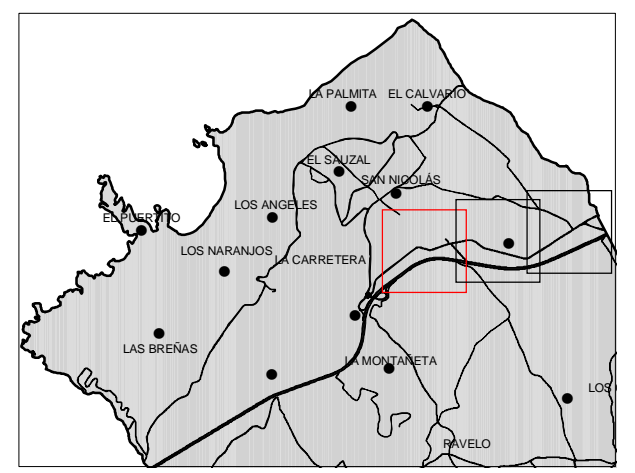 LA PALMITA
EL CALVARIO
EL SAUZAL
SAN NICOLÁS
LOS ANGELES
EL PUERTITO
LOS NARANJOS
LA CARRETERA
LAS BREÑAS
LA MONTAÑETA
LOS
RAVELO